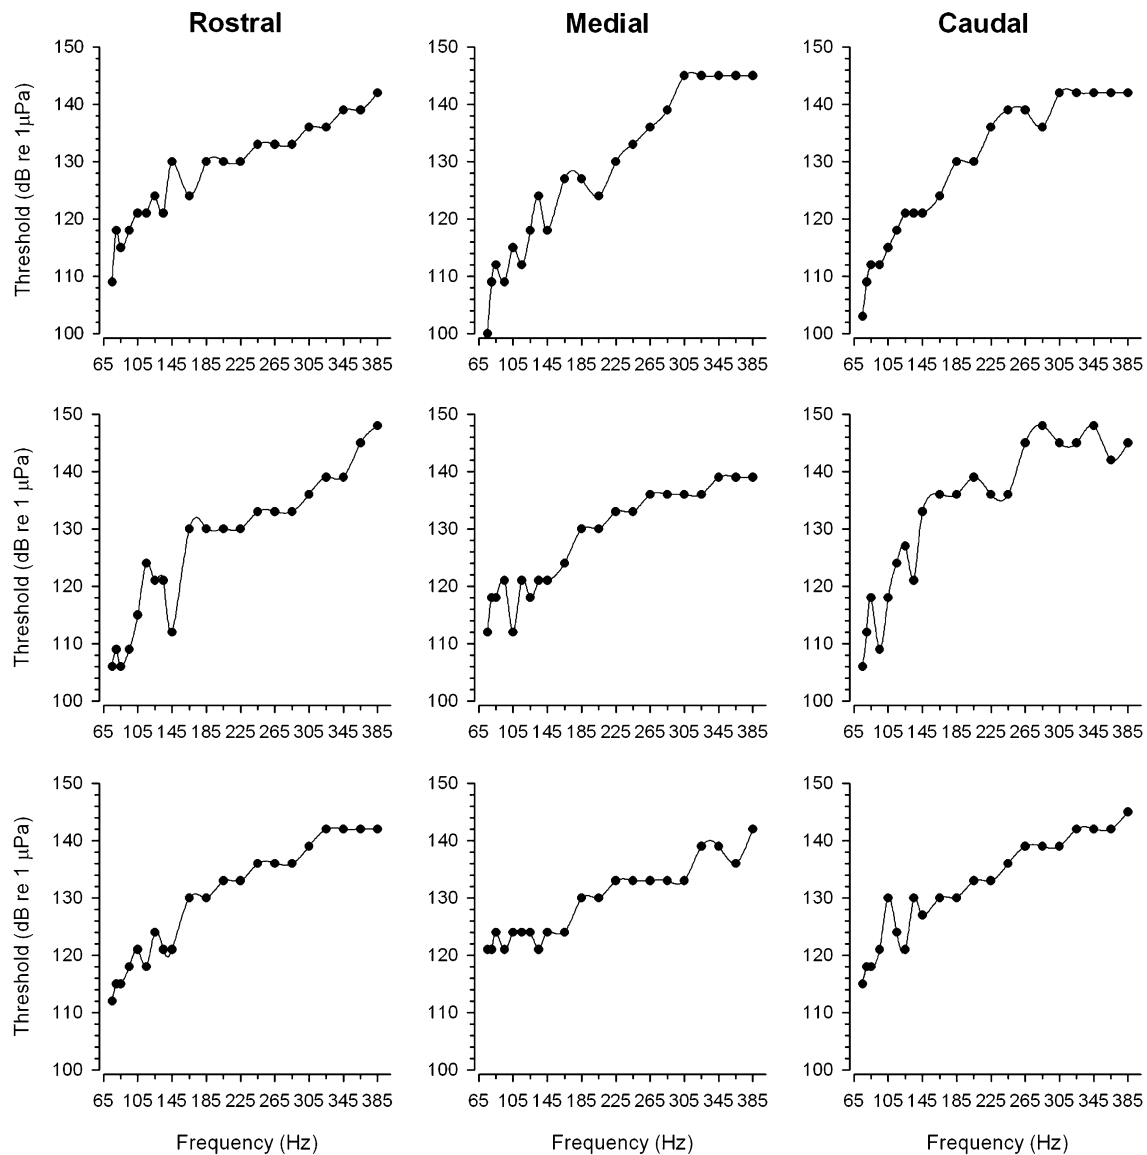 Rostral Medial Caudal
Threshold (dB re 1μPa)
150 150 150
140 140 140
130 130 130
120 120 120
110 110 110
100 100 100
65 105 145 185 225 265 305 345 385 65 105 145 185 225 265 305 345 385 65 105 145 185 225 265 305 345 385
Threshold (dB re 1 μPa)
150 150 150
140 140 140
130 130 130
120 120 120
110 110 110
100 100 100
65 105 145 185 225 265 305 345 385 65 105 145 185 225 265 305 345 385 65 105 145 185 225 265 305 345 385
Threshold (dB re 1 μPa)
150 150 150
140 140 140
130 130 130
120 120 120
110 110 110
100 100 100
65 105 145 185 225 265 305 345 385 65 105 145 185 225 265 305 345 385 65 105 145 185 225 265 305 345 385
Frequency (Hz) Frequency (Hz) Frequency (Hz)